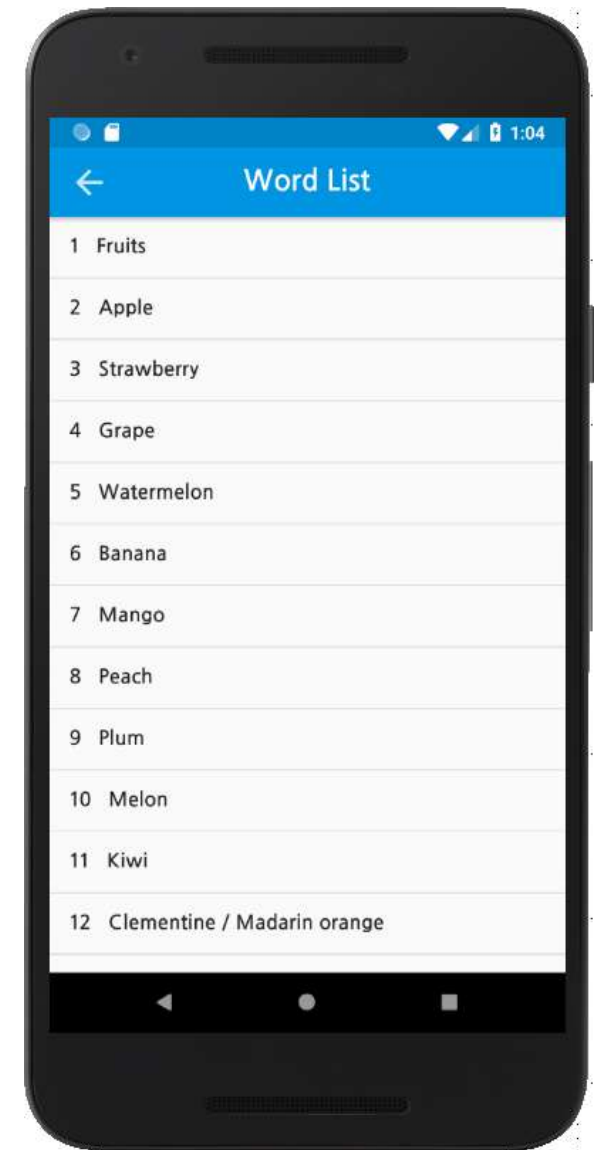 1:04
Word List
1 Fruits
2 Apple
3 Strawberry
4 Grape
5 Watermelon
6 Banana
7 Mango
8 Peach
9 Plum
10 Melon
11 Kiwi
12 Clementine / Madarin orange